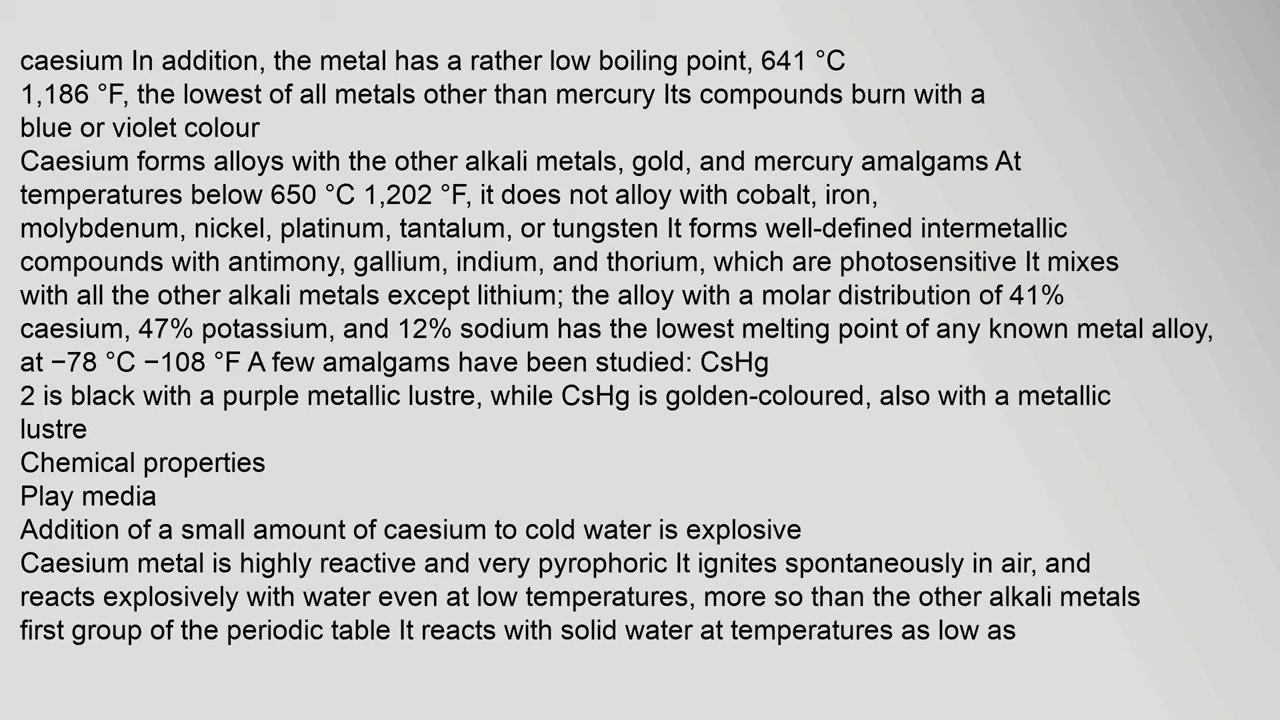 caesium In addition, the metal has a rather low boiling point, 641 °C
1,186 °F, the lowest of all metals other than mercury Its compounds burn with a
blue or violet colour
Caesium forms alloys with the other alkali metals, gold, and mercury amalgams At
temperatures below 650 °C 1,202 °F, it does not alloy with cobalt, iron,
molybdenum, nickel, platinum, tantalum, or tungsten It forms well-defined intermetallic
compounds with antimony, gallium, indium, and thorium, which are photosensitive It mixes
with all the other alkali metals except lithium; the alloy with a molar distribution of 41%
caesium, 47% potassium, and 12% sodium has the lowest melting point of any known metal alloy,
at −78 °C −108 °F A few amalgams have been studied: CsHg
2 is black with a purple metallic lustre, while CsHg is golden-coloured, also with a metallic
lustre
Chemical properties
Play media
Addition of a small amount of caesium to cold water is explosive
Caesium metal is highly reactive and very pyrophoric It ignites spontaneously in air, and
reacts explosively with water even at low temperatures, more so than the other alkali metals
first group of the periodic table It reacts with solid water at temperatures as low as